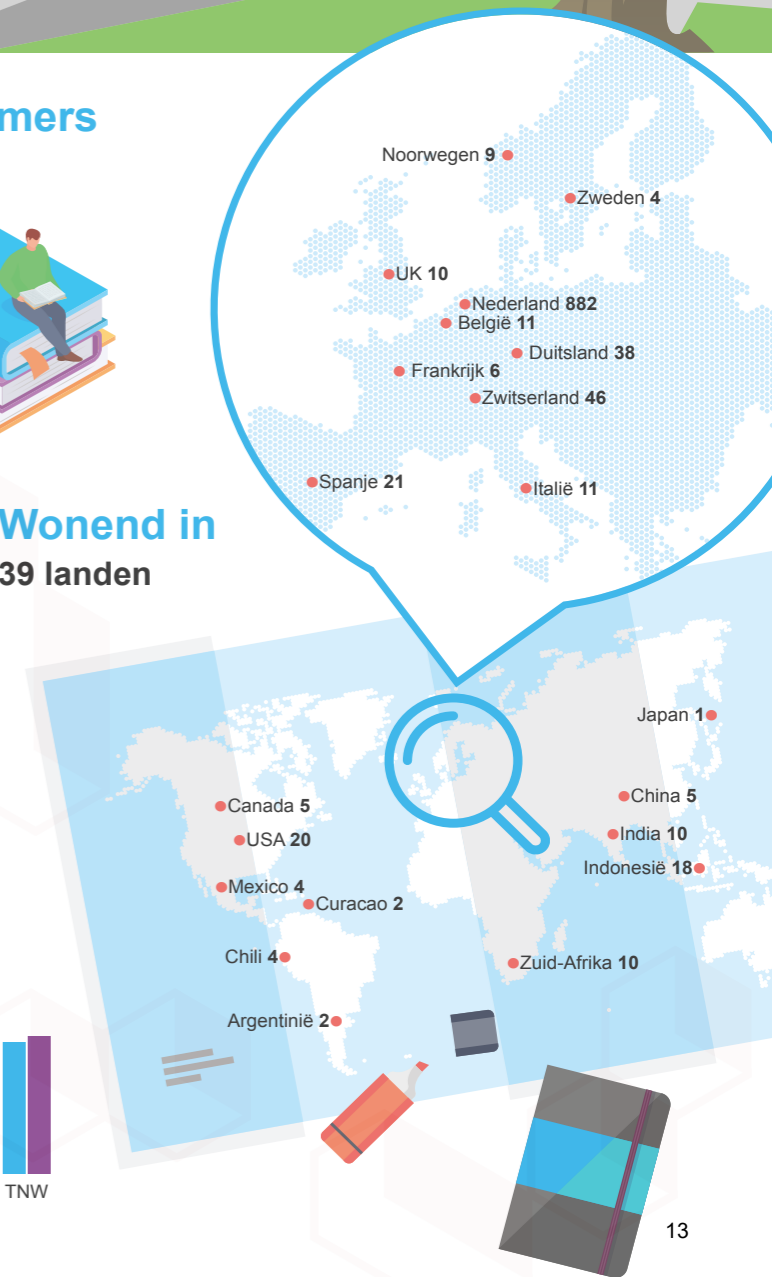 mers
Noorwegen 9
Zweden 4
UK 10
Nederland 882
België 11
Duitsland 38
Frankrijk 6
Zwitserland 46
Spanje 21
Italië 11
Wonend in
39 landen
Japan 1
Canada 5
China 5
USA 20
India 10
Indonesië 18
Mexico 4
Curacao 2
Chili 4
Zuid-Afrika 10
Argentinië 2
TNW
13